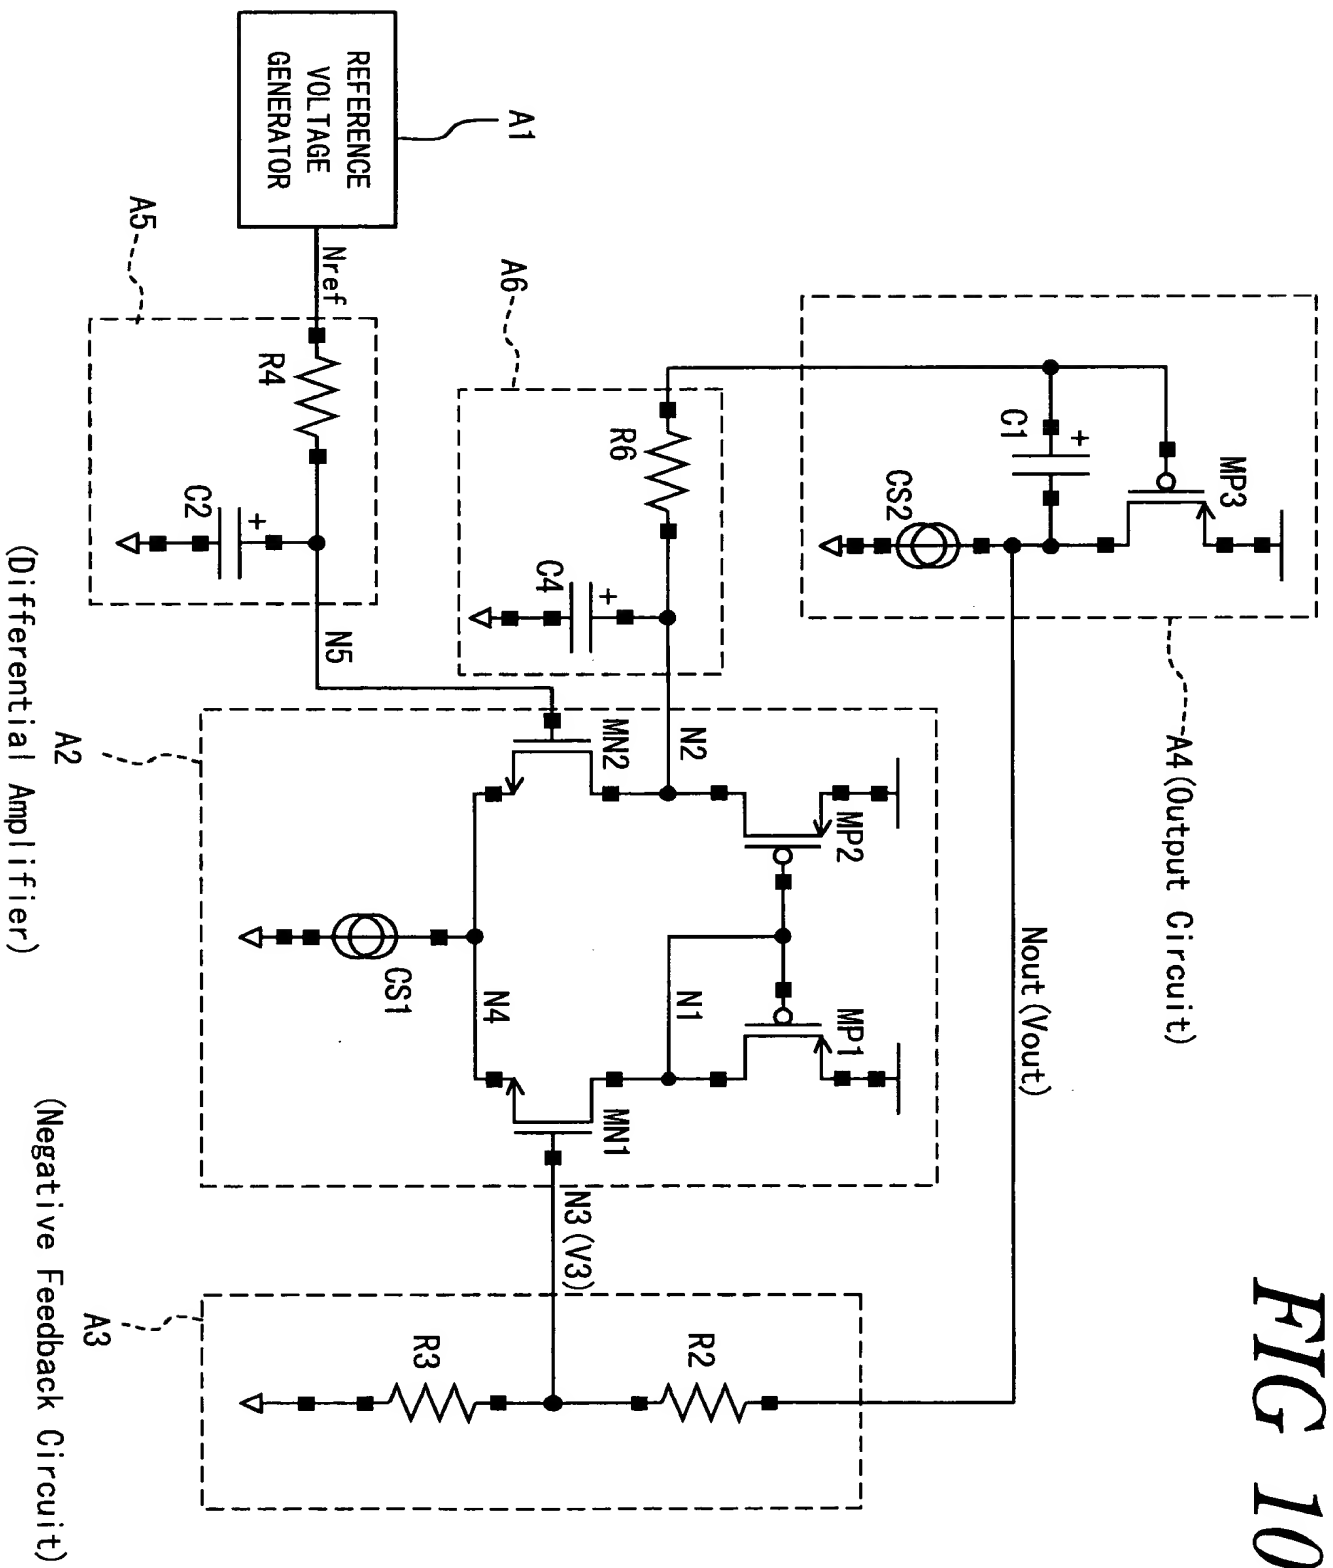 FIG 10
A4(Output Circuit)
MP3
C1
+
CS2
Nout(Vout)
A1
REFERENCE
VOLTAGE
GENERATOR
Nref
A5
R4
C2
+
N5
A6
R6
C4
+
N2
MN2
MP2
MP1
N1
N4
CS1
MN1
N3(V3)
R2
R3
A2
(Differential Amplifier)
A3
(Negative Feedback Circuit)